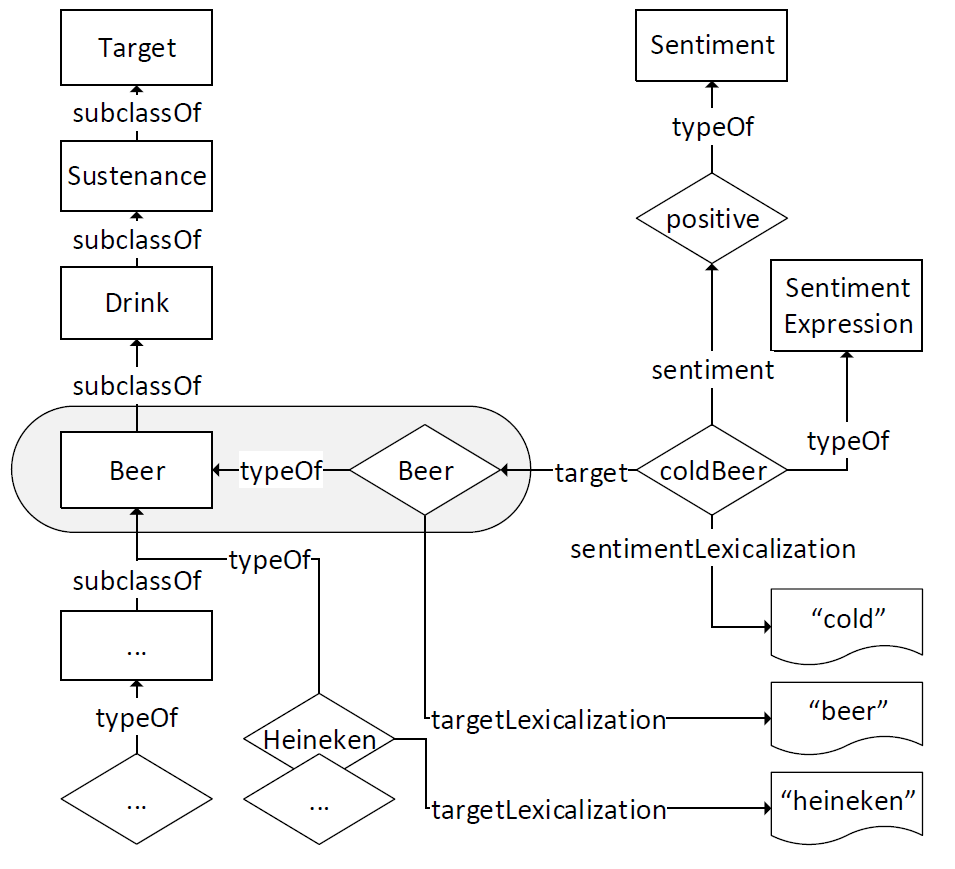 Target
Sentiment
subclassOf
typeOf
Sustenance
positive
subclassOf
Drink
Sentiment
Expression
sentiment
subclassOf
typeOf
Beer
typeOf
Beer
target
coldBeer
sentimentLexicalization
typeOf
subclassOf
“cold”
...
typeOf
targetLexicalization
“beer”
Heineken
...
...
targetLexicalization
“heineken”